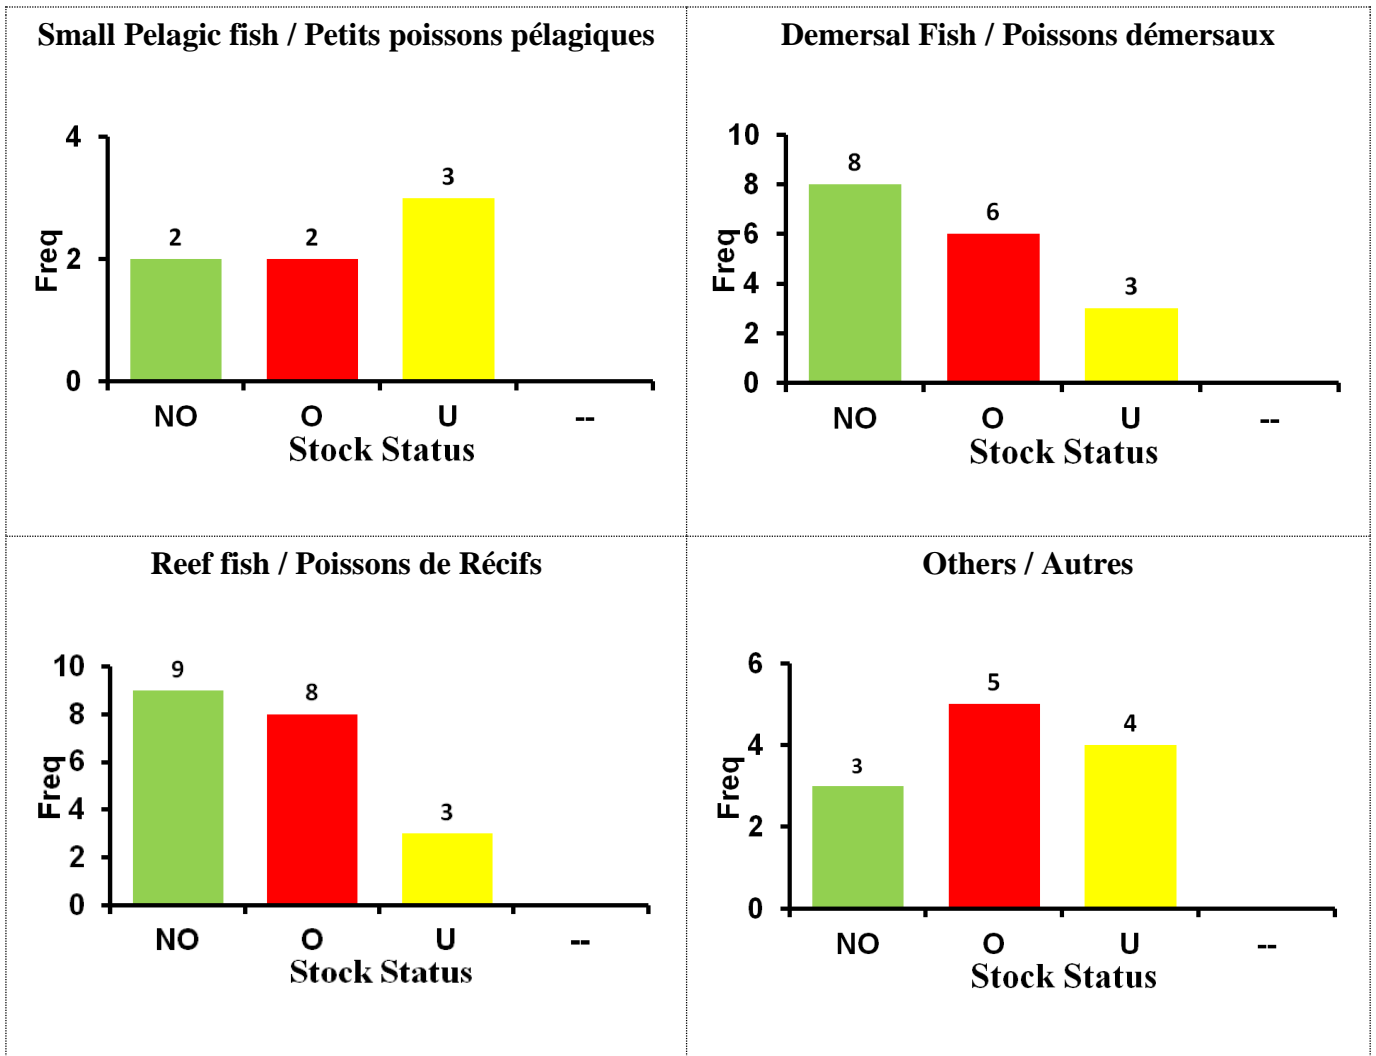 Small Pelagic fish / Petits poissons pélagiques
4
2
0
Freq
2
2
3
NO O U --
Stock Status
Demersal Fish / Poissons démersaux
10
8
6
4
2
0
Freq
8
6
3
NO O U --
Stock Status
Reef fish / Poissons de Récifs
10
8
6
4
2
0
Freq
9
8
3
NO O U --
Stock Status
Others / Autres
6
4
2
0
Freq
3
5
4
NO O U --
Stock Status